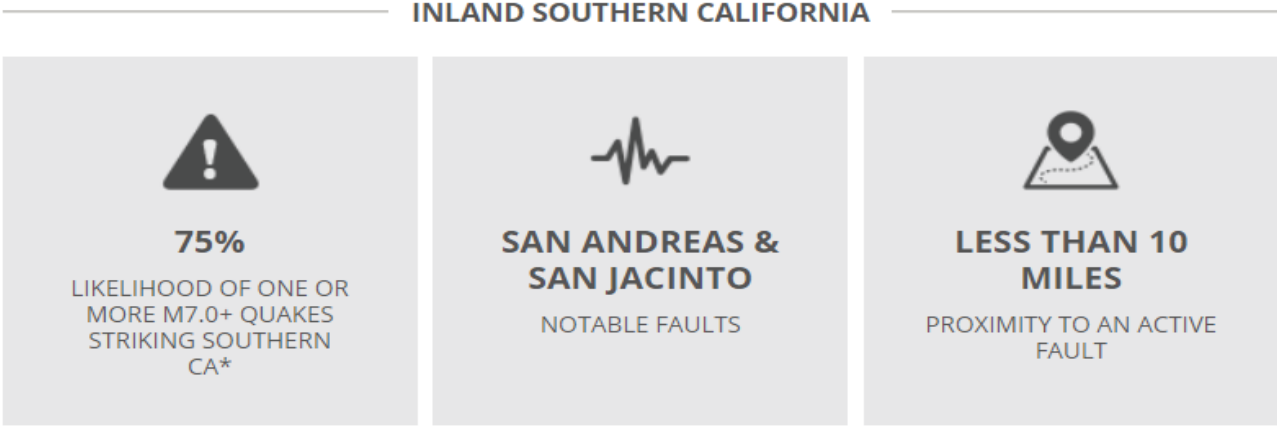 INLAND SOUTHERN CALIFORNIA
75%
LIKELIHOOD OF ONE OR
MORE M7.0+ QUAKES
STRIKING SOUTHERN
CA*
SAN ANDREAS &
SAN JACINTO
NOTABLE FAULTS
LESS THAN 10
MILES
PROXIMITY TO AN ACTIVE
FAULT